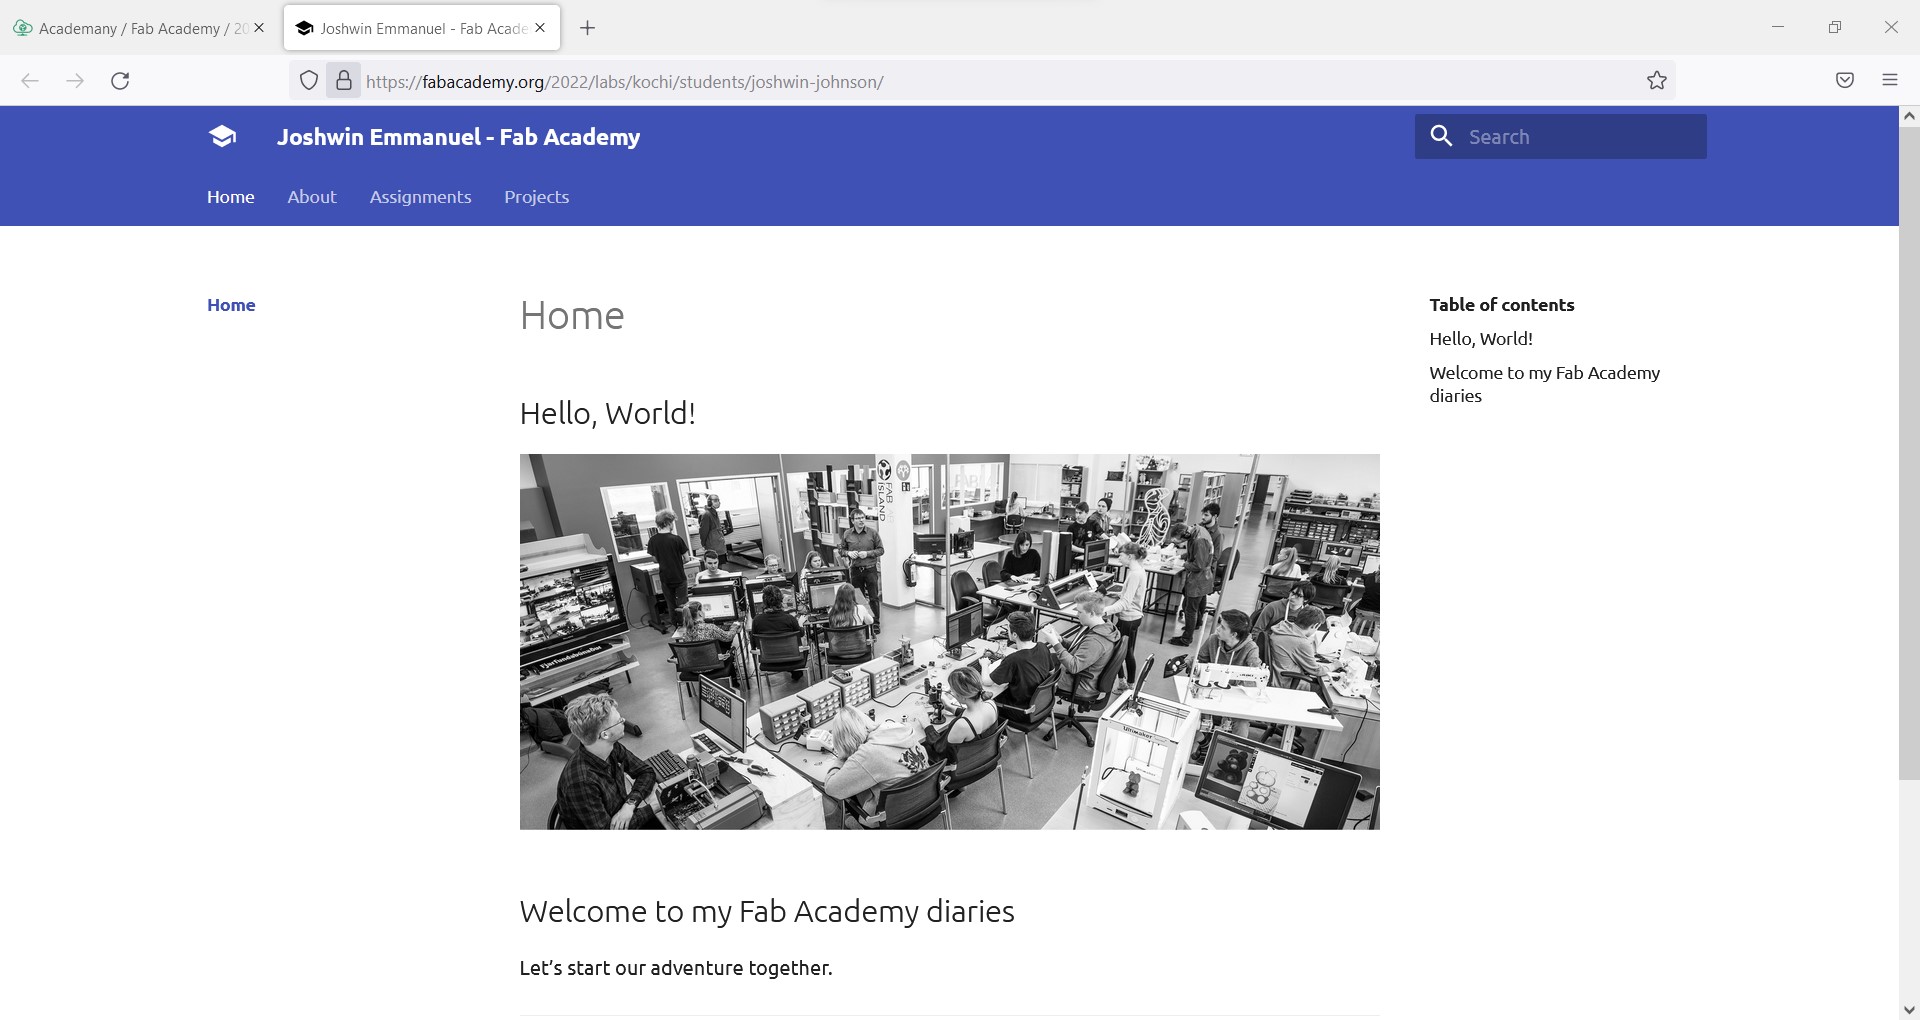 Academany / Fab Academy / 20
Joshwin Emmanuel - Fab Acade
https://fabacademy.org/2022/labs/kochi/students/joshwin-johnson/
Joshwin Emmanuel - Fab Academy
Search
Home
About
Assignments
Projects
Home
Home
Table of contents
Hello, World!
Welcome to my Fab Academy
diaries
Hello, World!
FAB
ISLAND
Ultimaker
Welcome to my Fab Academy diaries
Let’s start our adventure together.